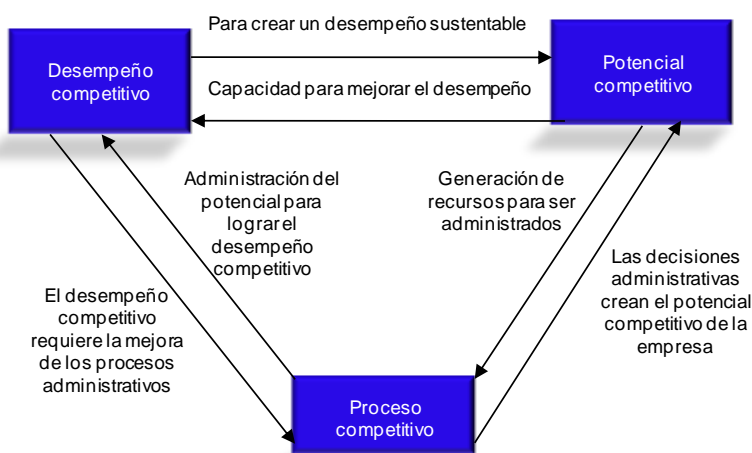 Para crear un desempeño sustentable
Desempeño
competitivo
Potencial
competitivo
Capacidad para mejorar el desempeño
Administración del
potencial para
lograr el
desempeño
competitivo
Generación de
recursos para ser
administrados
Las decisiones
administrativas
crean el potencial
competitivo de la
empresa
El desempeño
competitivo
requiere la mejora
de los procesos
administrativos
Proceso
competitivo